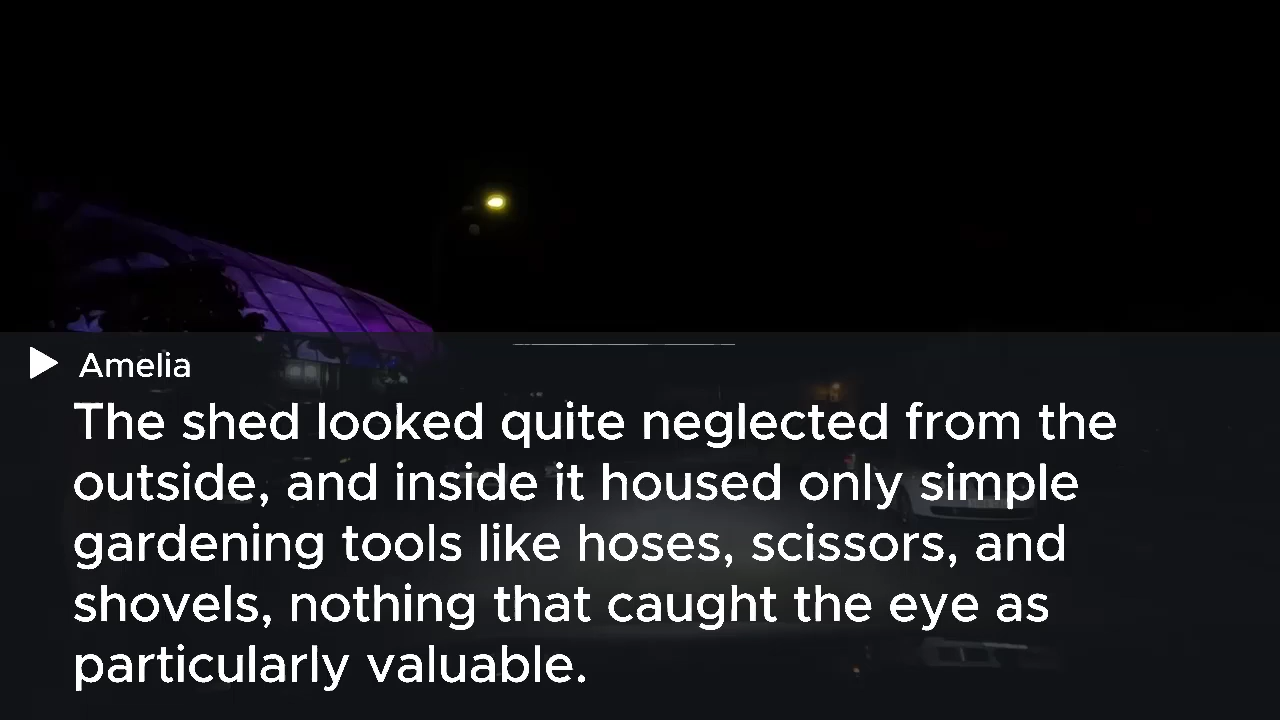 Amelia
The shed looked quite neglected from the
outside, and inside it housed only simple
gardening tools like hoses, scissors, and
shovels, nothing that caught the eye as
particularly valuable.